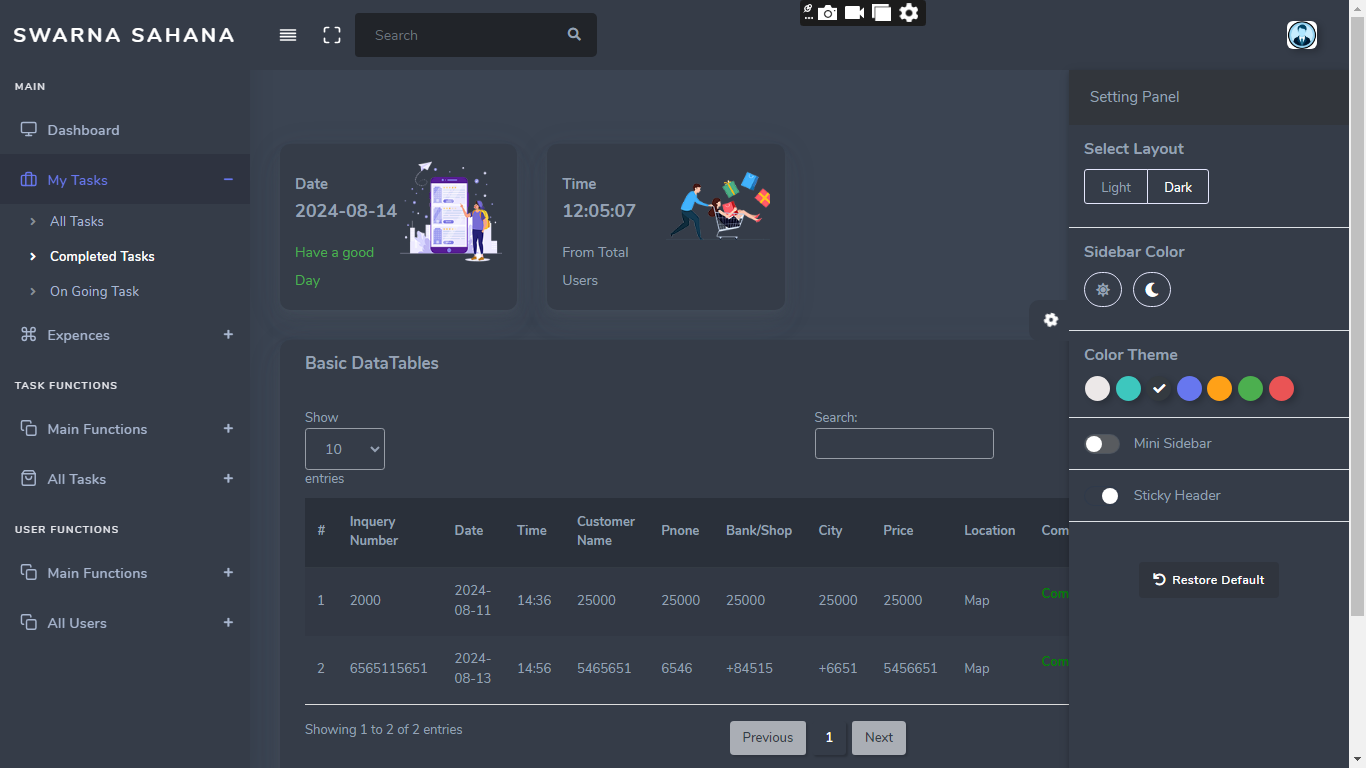 SWARNA SAHANA
Search
MAIN
Dashboard
My Tasks
All Tasks
Completed Tasks
On Going Task
Expences
TASK FUNCTIONS
Main Functions
All Tasks
USER FUNCTIONS
Main Functions
All Users
Date
2024-08-14
Have a good
Day
Time
12:05:07
From Total
Users
Basic DataTables
Show
10
entries
Search:
# Inquery Number Date Time Customer Name Pnone Bank/Shop City Price Location Com
1 2000 2024-08-11 14:36 25000 25000 25000 25000 25000 Map Com
2 6565115651 2024-08-13 14:56 5465651 6546 +84515 +6651 5456651 Map Com
Showing 1 to 2 of 2 entries
Previous 1 Next
Setting Panel
Select Layout
Light Dark
Sidebar Color
Color Theme
Mini Sidebar
Sticky Header
Restore Default